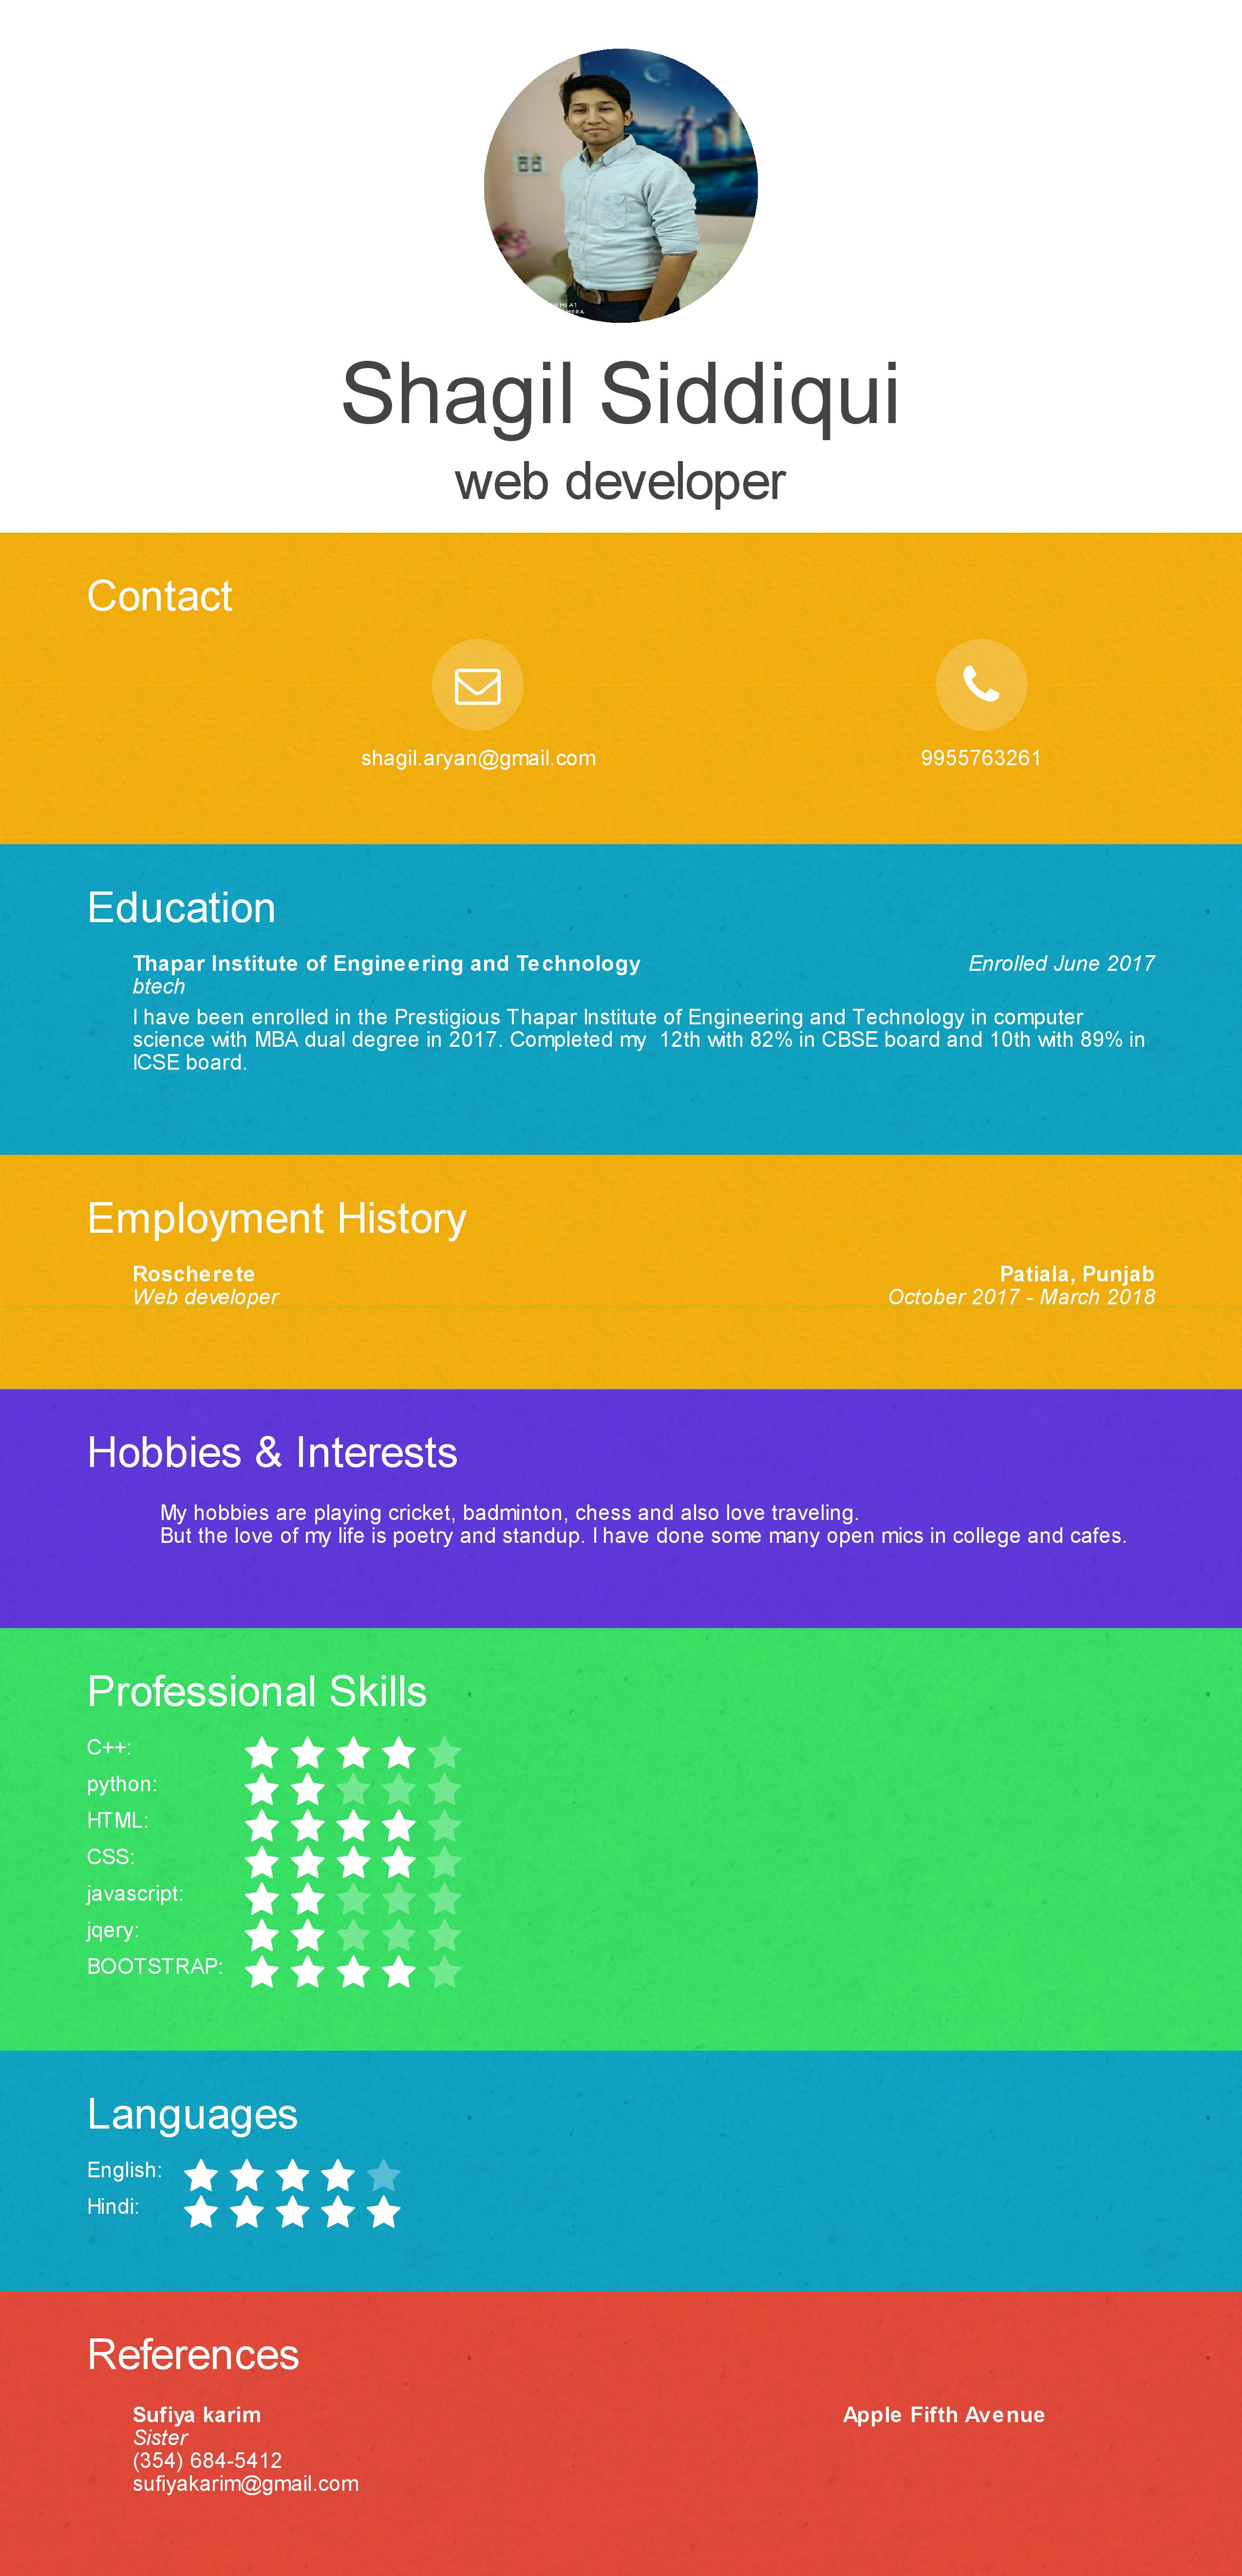 Shagil Siddiqui
web developer
Contact
shagil.aryan@gmail.com
9955763261
Education
Thapar Institute of Engineering and Technology
Enrolled June 2017
btech
I have been enrolled in the Prestigious Thapar Institute of Engineering and Technology in computer
science with MBA dual degree in 2017. Completed my  12th with 82% in CBSE board and 10th with 89% in
ICSE board.
Employment History
Roscherete
Patiala, Punjab
Web developer
October 2017 - March 2018
Hobbies & Interests
My hobbies are playing cricket, badminton, chess and also love traveling.
But the love of my life is poetry and standup. I have done some many open mics in college and cafes.
Professional Skills
C++:
python:
HTML:
CSS:
javascript:
jqery:
BOOTSTRAP:
Languages
English:
Hindi:
References
Sufiya karim
Apple Fifth Avenue
Sister
(354) 684-5412
sufiyakarim@gmail.com